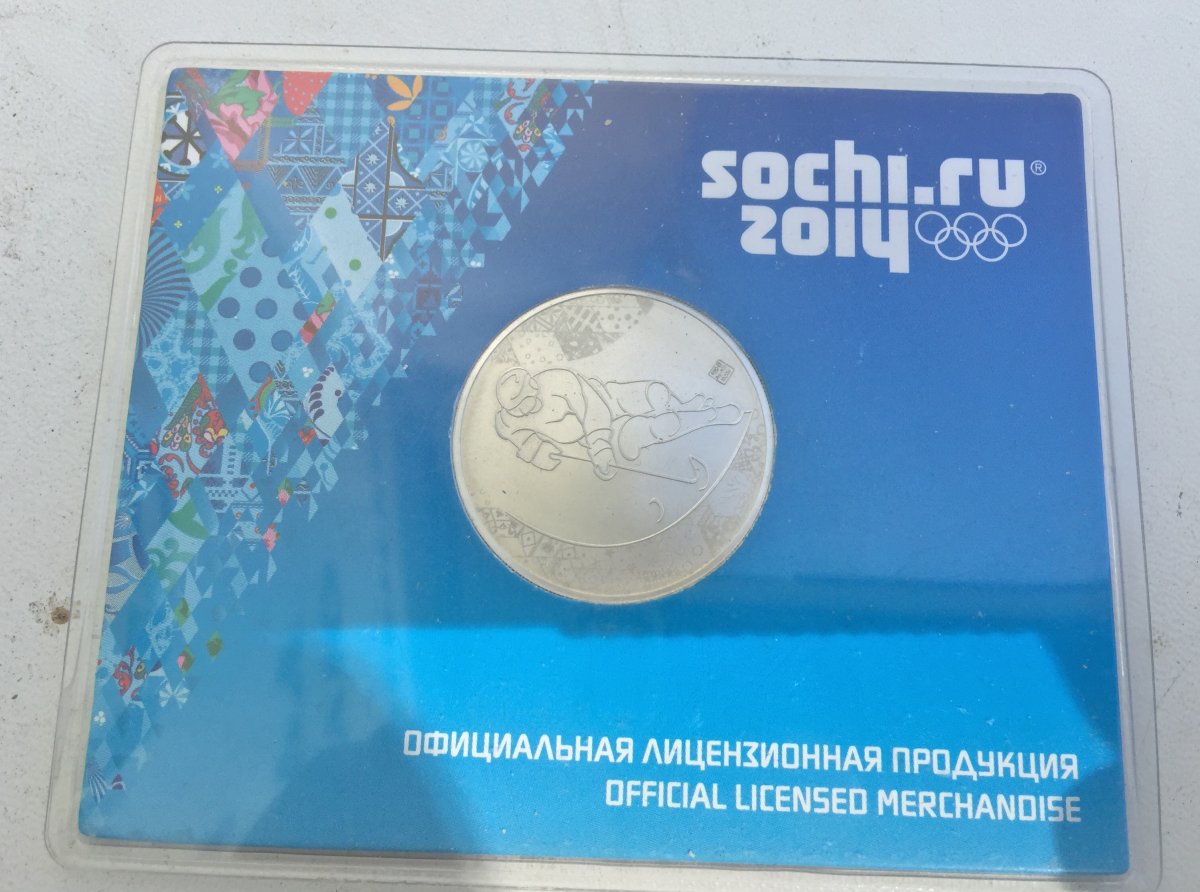 sochi.ru®
2014
ОФИЦИАЛЬНАЯ ЛИЦЕНЗИОННАЯ ПРОДУКЦИЯ
OFFICIAL LICENSED MERCHANDISE